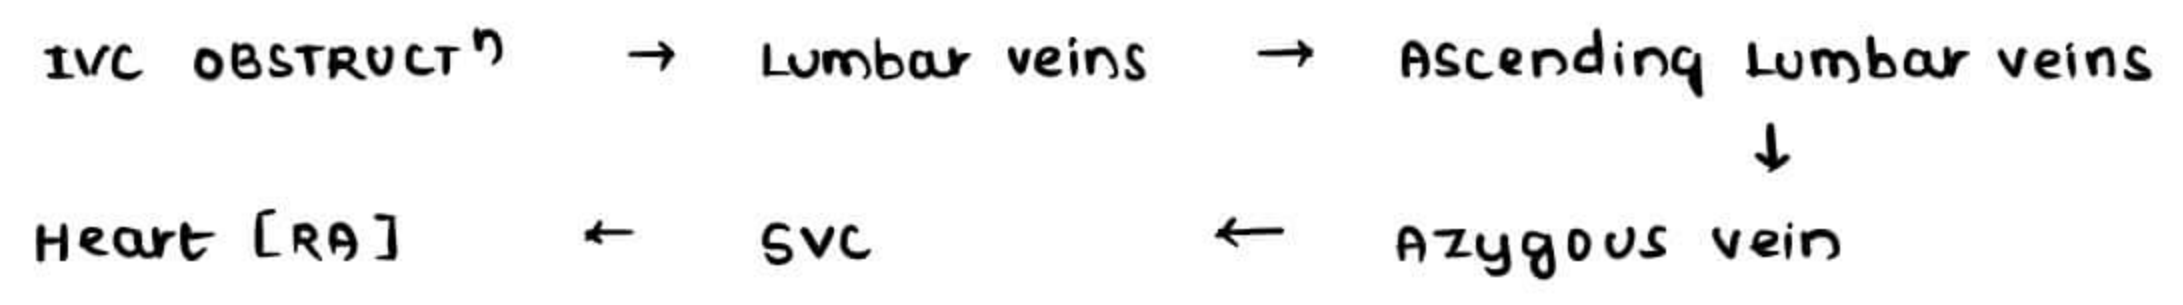 IVC OBSTRUCTⁿ → Lumbar veins → Ascending Lumbar veins
↓
Heart [RA] ← SVC ← Azygous vein